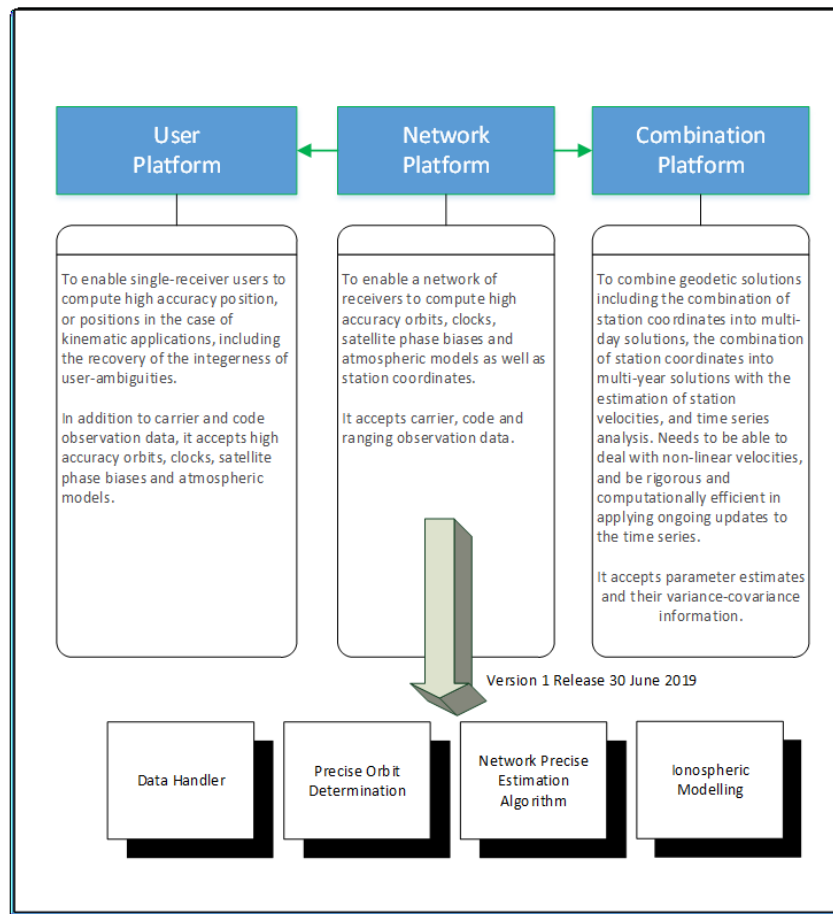 User
Platform
Network
Platform
Combination
Platform
To enable single-receiver users to
compute high accuracy position,
or positions in the case of
kinematic applications, including
the recovery of the integerness of
user-ambiguities.
In addition to carrier and code
observation data, it accepts high
accuracy orbits, clocks, satellite
phase biases and atmospheric
models.
To enable a network of
receivers to compute high
accuracy orbits, clocks,
satellite phase biases and
atmospheric models as well as
station coordinates.
It accepts carrier, code and
ranging observation data.
To combine geodetic solutions
including the combination of
station coordinates into multi-
day solutions, the combination
of station coordinates into
multi-year solutions with the
estimation of station
velocities, and time series
analysis. Needs to be able to
deal with non-linear velocities,
and be rigorous and
computationally efficient in
applying ongoing updates to
the time series.
It accepts parameter estimates
and their variance-covariance
information.
Version 1 Release 30 June 2019
Data Handler
Precise Orbit
Determination
Network Precise
Estimation
Algorithm
Ionospheric
Modelling